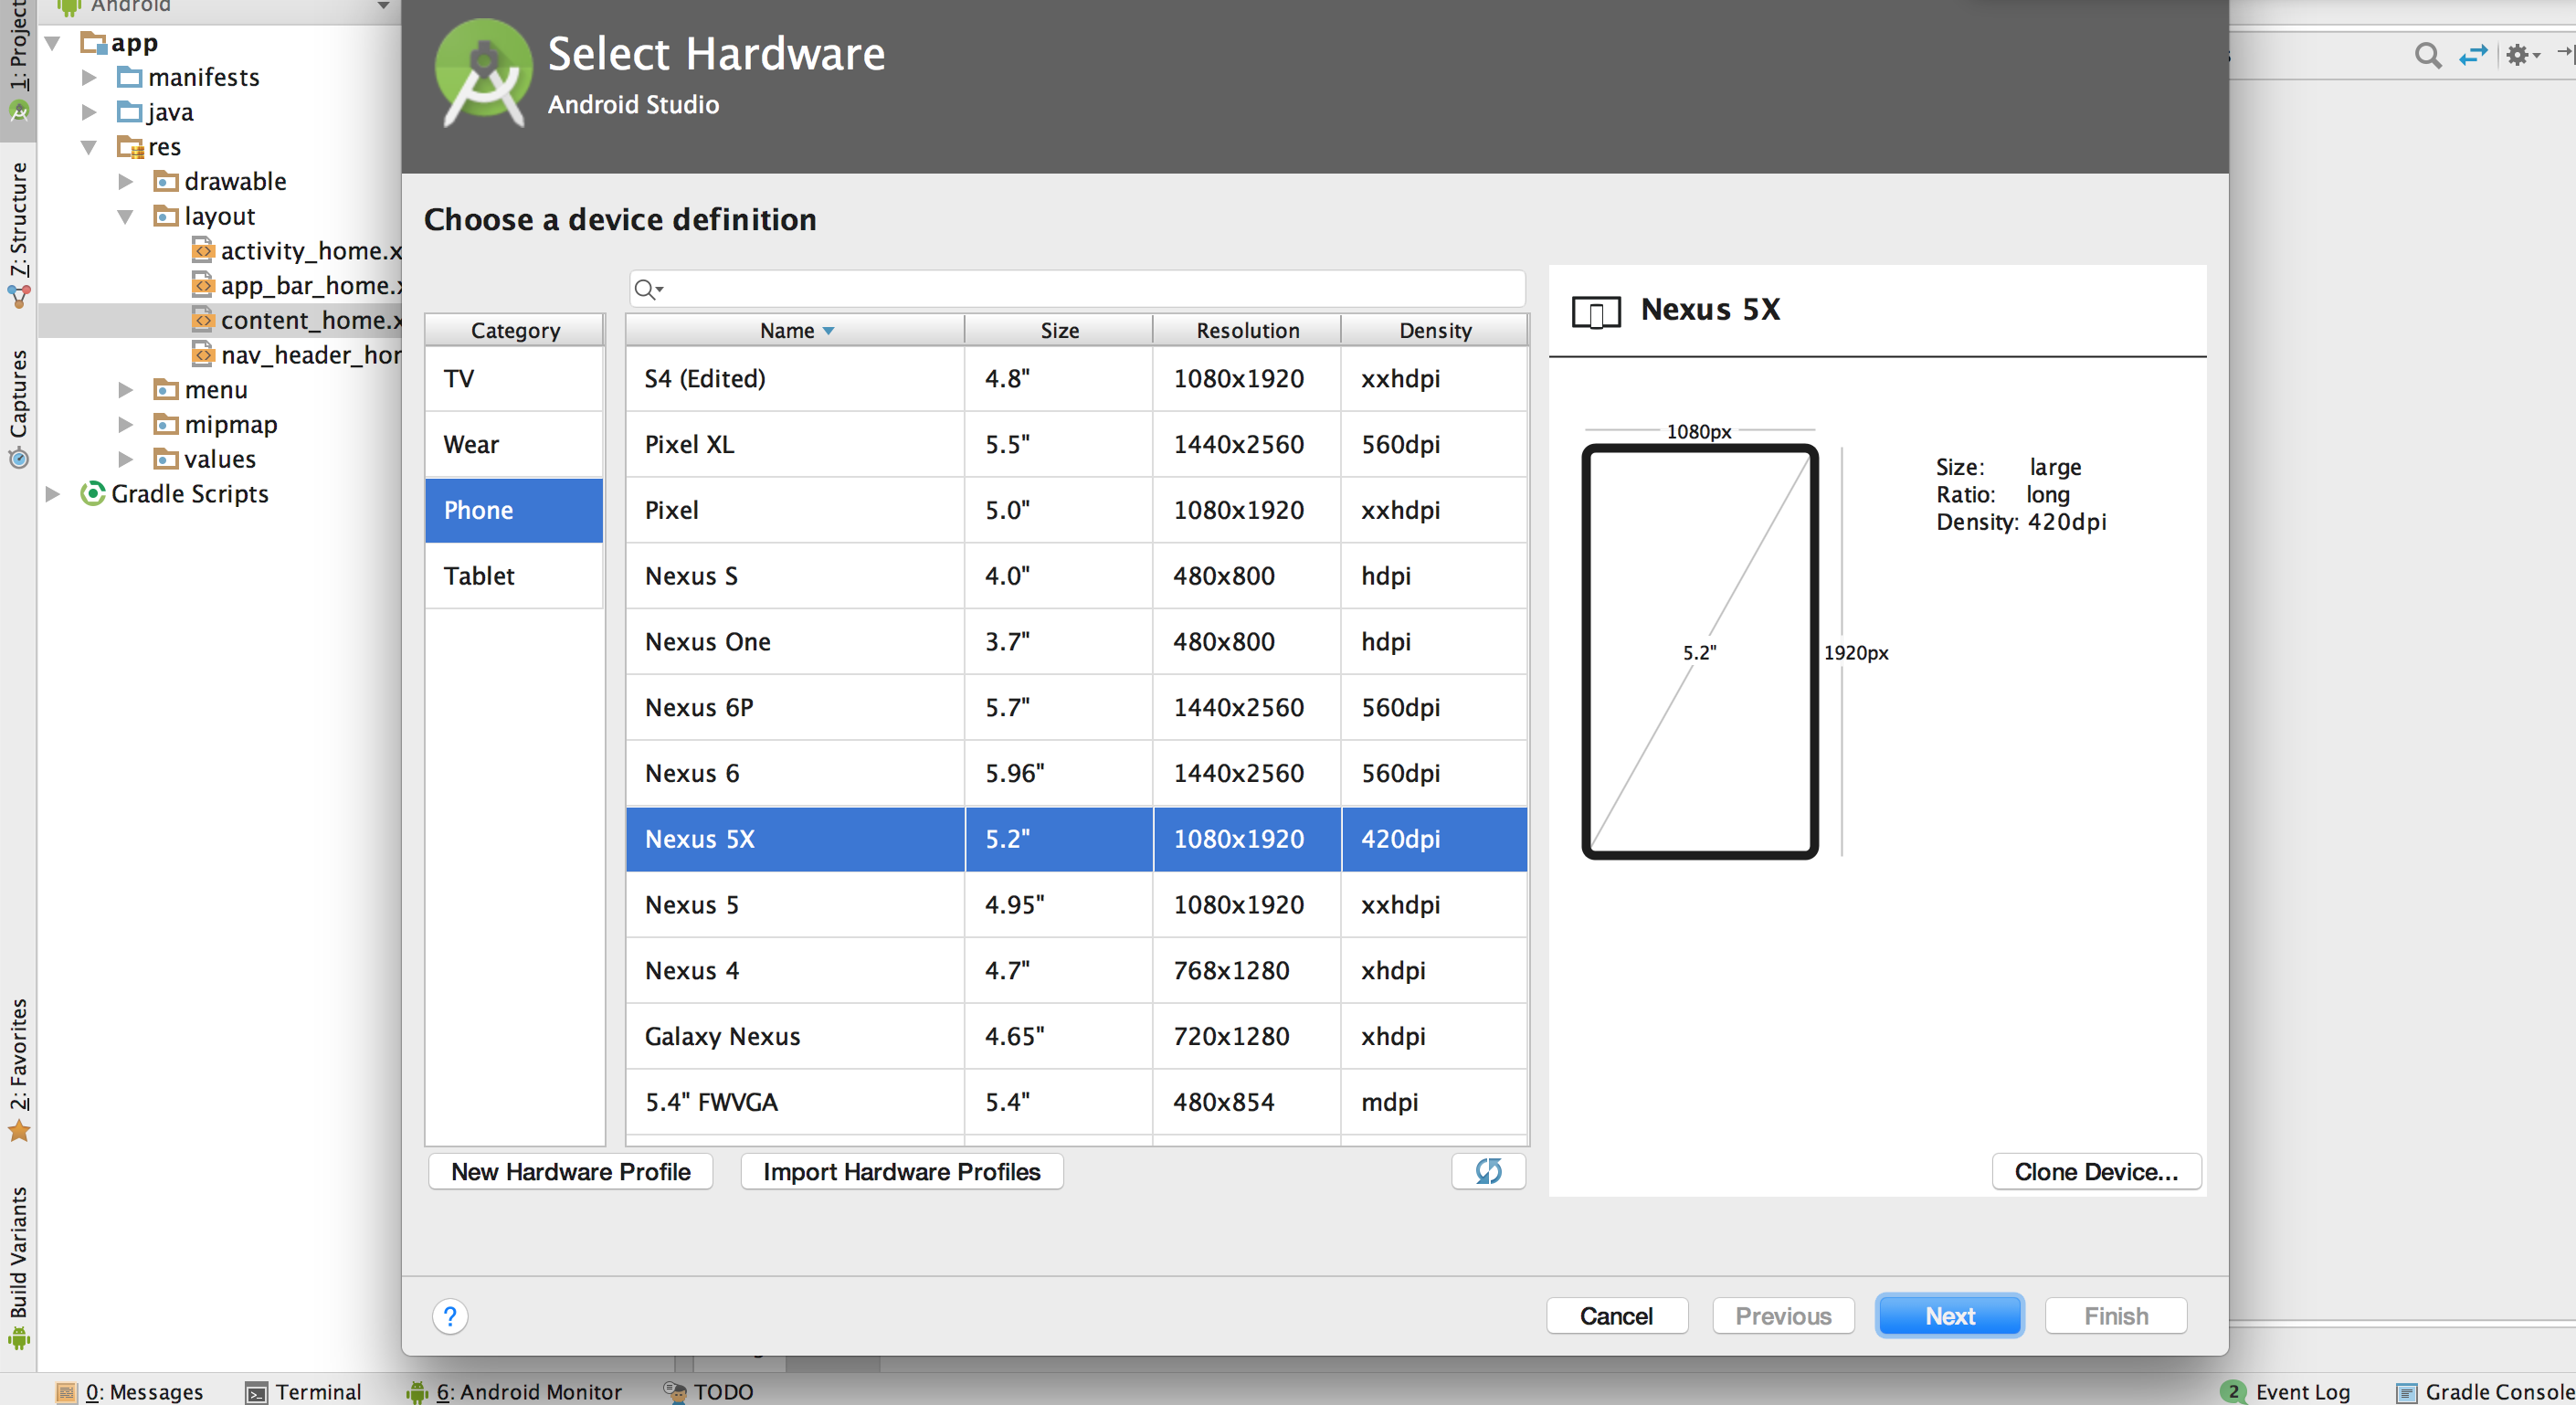 Android
1: Project
app
manifests
java
res
drawable
layout
activity_home.x
app_bar_home.x
content_home.x
nav_header_hor
menu
mipmap
values
Gradle Scripts
7: Structure
Captures
2: Favorites
Build Variants
Select Hardware
Android Studio
Choose a device definition
Category
TV
Wear
Phone
Tablet
Name Size Resolution Density
S4 (Edited) 4.8" 1080x1920 xxhdpi
Pixel XL 5.5" 1440x2560 560dpi
Pixel 5.0" 1080x1920 xxhdpi
Nexus S 4.0" 480x800 hdpi
Nexus One 3.7" 480x800 hdpi
Nexus 6P 5.7" 1440x2560 560dpi
Nexus 6 5.96" 1440x2560 560dpi
Nexus 5X 5.2" 1080x1920 420dpi
Nexus 5 4.95" 1080x1920 xxhdpi
Nexus 4 4.7" 768x1280 xhdpi
Galaxy Nexus 4.65" 720x1280 xhdpi
5.4" FWVGA 5.4" 480x854 mdpi
New Hardware Profile
Import Hardware Profiles
Nexus 5X
1080px
5.2"
1920px
Size: large
Ratio: long
Density: 420dpi
Clone Device...
?
Cancel
Previous
Next
Finish
0: Messages
Terminal
6: Android Monitor
TODO
2 Event Log
Gradle Console